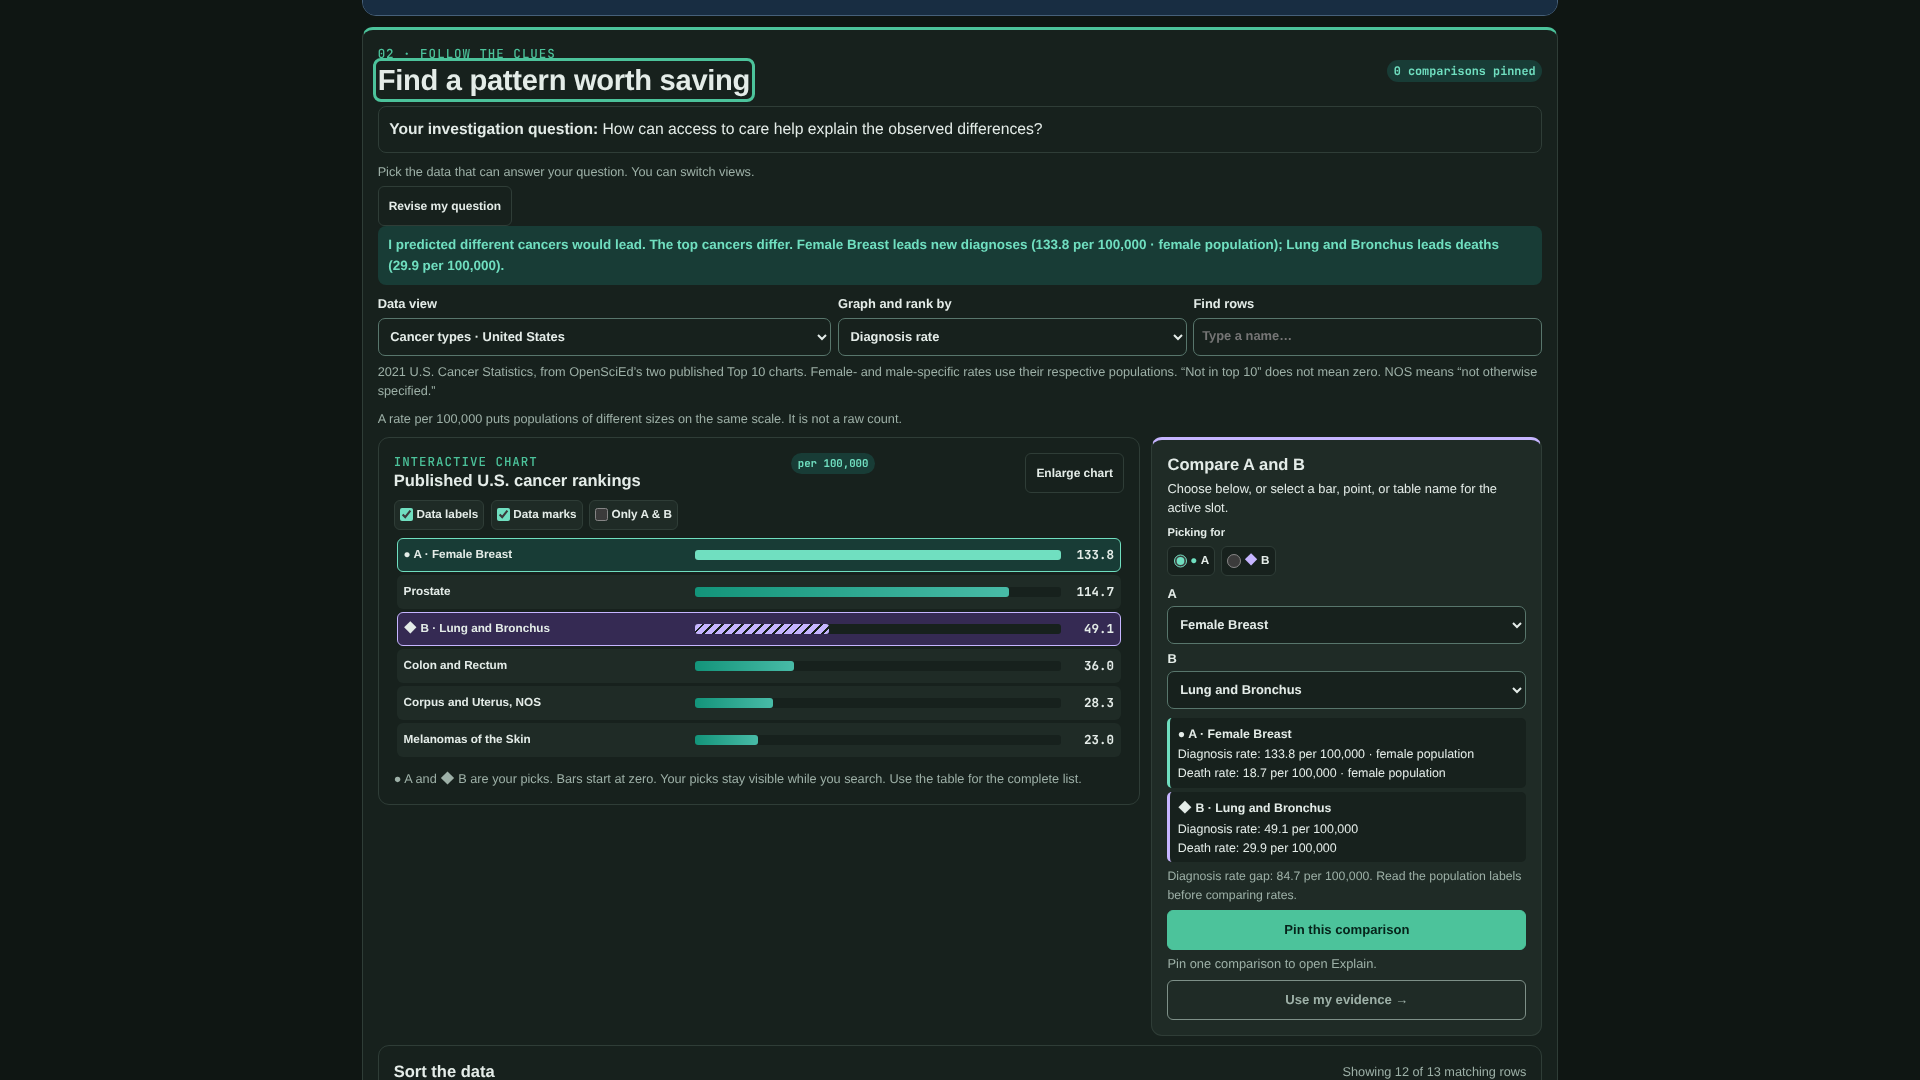 02 · FOLLOW THE CLUES
Find a pattern worth saving
0 comparisons pinned
Your investigation question: How can access to care help explain the observed differences?
Pick the data that can answer your question. You can switch views.
Revise my question
I predicted different cancers would lead. The top cancers differ. Female Breast leads new diagnoses (133.8 per 100,000 · female population); Lung and Bronchus leads deaths
(29.9 per 100,000).
Data view
Graph and rank by
Find rows
Cancer types · United States
Diagnosis rate
Type a name…
2021 U.S. Cancer Statistics, from OpenSciEd's two published Top 10 charts. Female- and male-specific rates use their respective populations. “Not in top 10” does not mean zero. NOS means “not otherwise
specified.”
A rate per 100,000 puts populations of different sizes on the same scale. It is not a raw count.
INTERACTIVE CHART
Published U.S. cancer rankings
per 100,000
Enlarge chart
Data labels
Data marks
Only A & B
● A · Female Breast 133.8
Prostate 114.7
◆ B · Lung and Bronchus 49.1
Colon and Rectum 36.0
Corpus and Uterus, NOS 28.3
Melanomas of the Skin 23.0
● A and ◆ B are your picks. Bars start at zero. Your picks stay visible while you search. Use the table for the complete list.
Compare A and B
Choose below, or select a bar, point, or table name for the
active slot.
Picking for
● A
◆ B
A
Female Breast
B
Lung and Bronchus
● A · Female Breast
Diagnosis rate: 133.8 per 100,000 · female population
Death rate: 18.7 per 100,000 · female population
◆ B · Lung and Bronchus
Diagnosis rate: 49.1 per 100,000
Death rate: 29.9 per 100,000
Diagnosis rate gap: 84.7 per 100,000. Read the population labels
before comparing rates.
Pin this comparison
Pin one comparison to open Explain.
Use my evidence →
Sort the data
Showing 12 of 13 matching rows